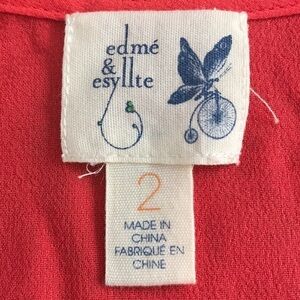 edmé
&
esyllte
2
MADE IN
CHINA
FABRIQUÉ EN
CHINE